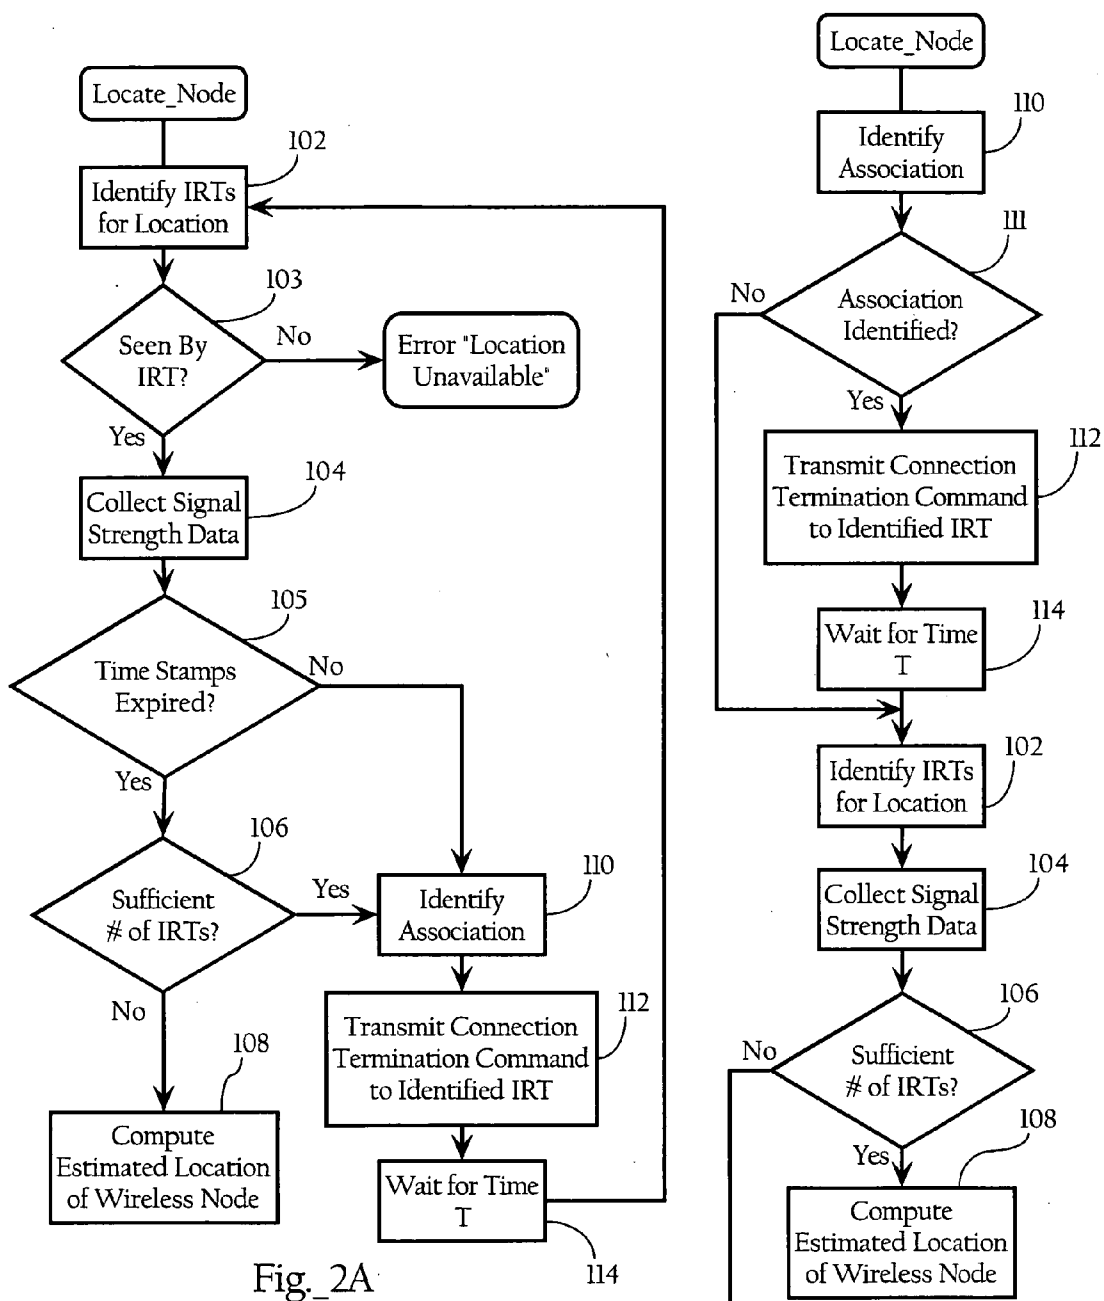 Locate_Node
102
Identify IRTs
for Location
103
Seen By
IRT?
No
Error "Location
Unavailable"
Yes
104
Collect Signal
Strength Data
105
Time Stamps
Expired?
No
Yes
106
Sufficient
# of IRTs?
Yes
110
Identify
Association
No
112
Transmit Connection
Termination Command
to Identified IRT
108
Compute
Estimated Location
of Wireless Node
Wait for Time
T
114
Fig._2A
Locate_Node
110
Identify
Association
111
No
Association
Identified?
Yes
112
Transmit Connection
Termination Command
to Identified IRT
114
Wait for Time
T
102
Identify IRTs
for Location
104
Collect Signal
Strength Data
106
No
Sufficient
# of IRTs?
108
Yes
Compute
Estimated Location
of Wireless Node